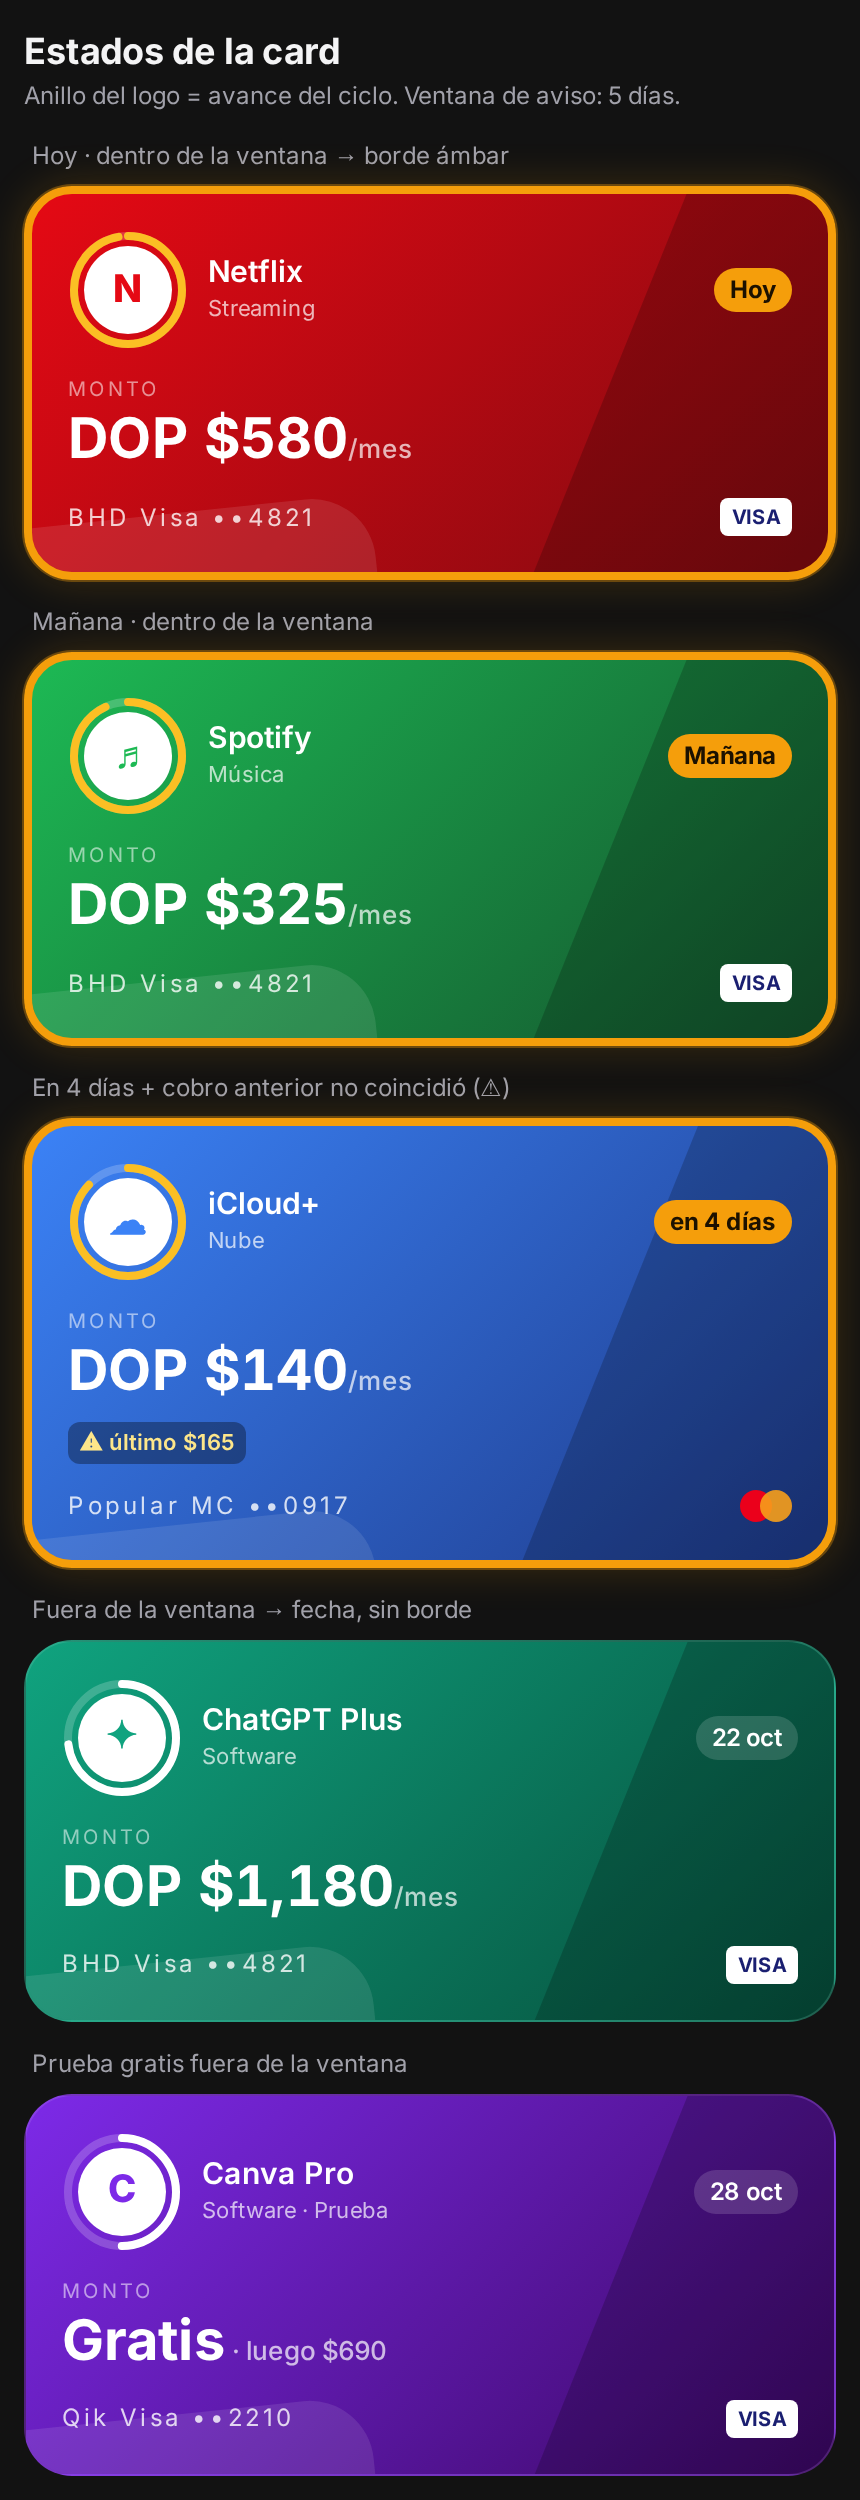 Estados de la card
Anillo del logo = avance del ciclo. Ventana de aviso: 5 días.
Hoy · dentro de la ventana → borde ámbar
N
Netflix
Streaming
Hoy
MONTO
DOP $580/mes
BHD Visa ••4821
VISA
Mañana · dentro de la ventana
♬
Spotify
Música
Mañana
MONTO
DOP $325/mes
BHD Visa ••4821
VISA
En 4 días + cobro anterior no coincidió (⚠)
☁
iCloud+
Nube
en 4 días
MONTO
DOP $140/mes
⚠ último $165
Popular MC ••0917
Fuera de la ventana → fecha, sin borde
✦
ChatGPT Plus
Software
22 oct
MONTO
DOP $1,180/mes
BHD Visa ••4821
VISA
Prueba gratis fuera de la ventana
C
Canva Pro
Software · Prueba
28 oct
MONTO
Gratis · luego $690
Qik Visa ••2210
VISA